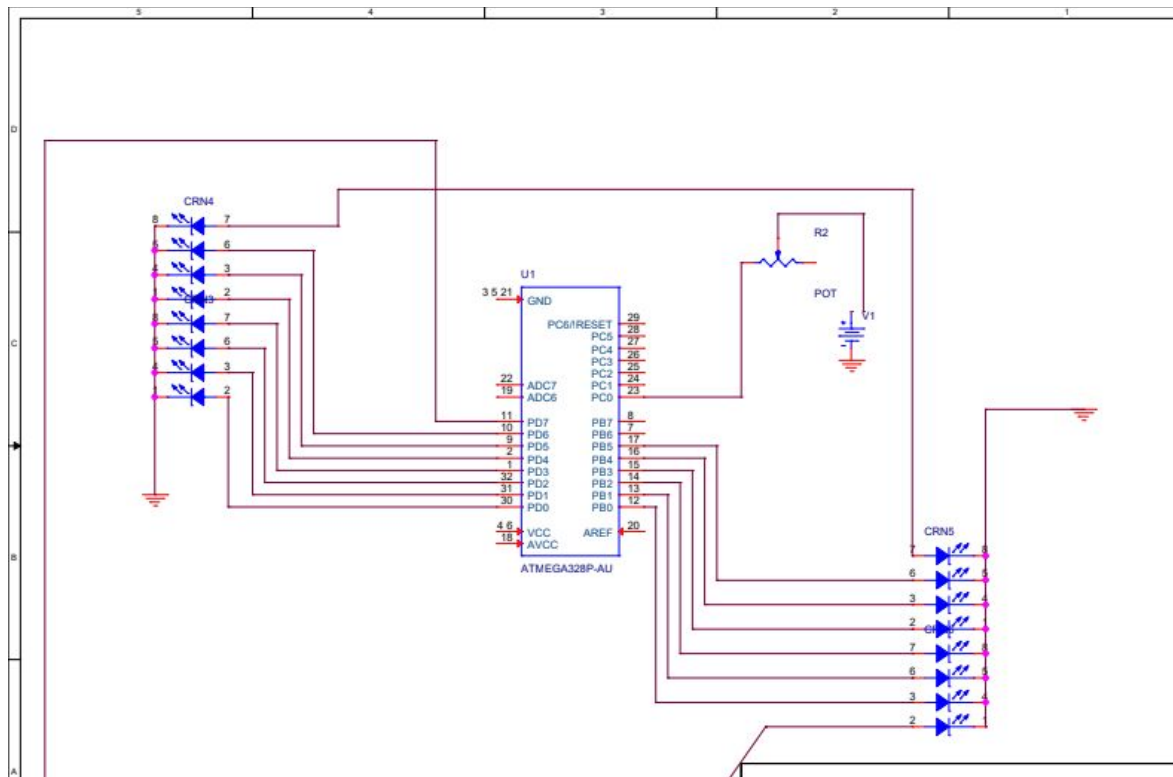 5 4 3 2 1
D
C
B
A
CRN4
8 7
5 6
4 3
1 2
8 7
5 6
4 3
1 2
U1
3 5 21 GND
PC6/!RESET 29
PC5 28
PC4 27
PC3 26
PC2 25
PC1 24
PC0 23
22 ADC7
19 ADC6
11 PD7 PB7 8
10 PD6 PB6 7
9 PD5 PB5 17
2 PD4 PB4 16
1 PD3 PB3 15
32 PD2 PB2 14
31 PD1 PB1 13
30 PD0 PB0 12
4 6 VCC AREF 20
18 AVCC
ATMEGA328P-AU
R2
POT
V1
+
-
CRN5
7 8
6 5
3 4
2 1
7 8
6 5
3 4
2 1